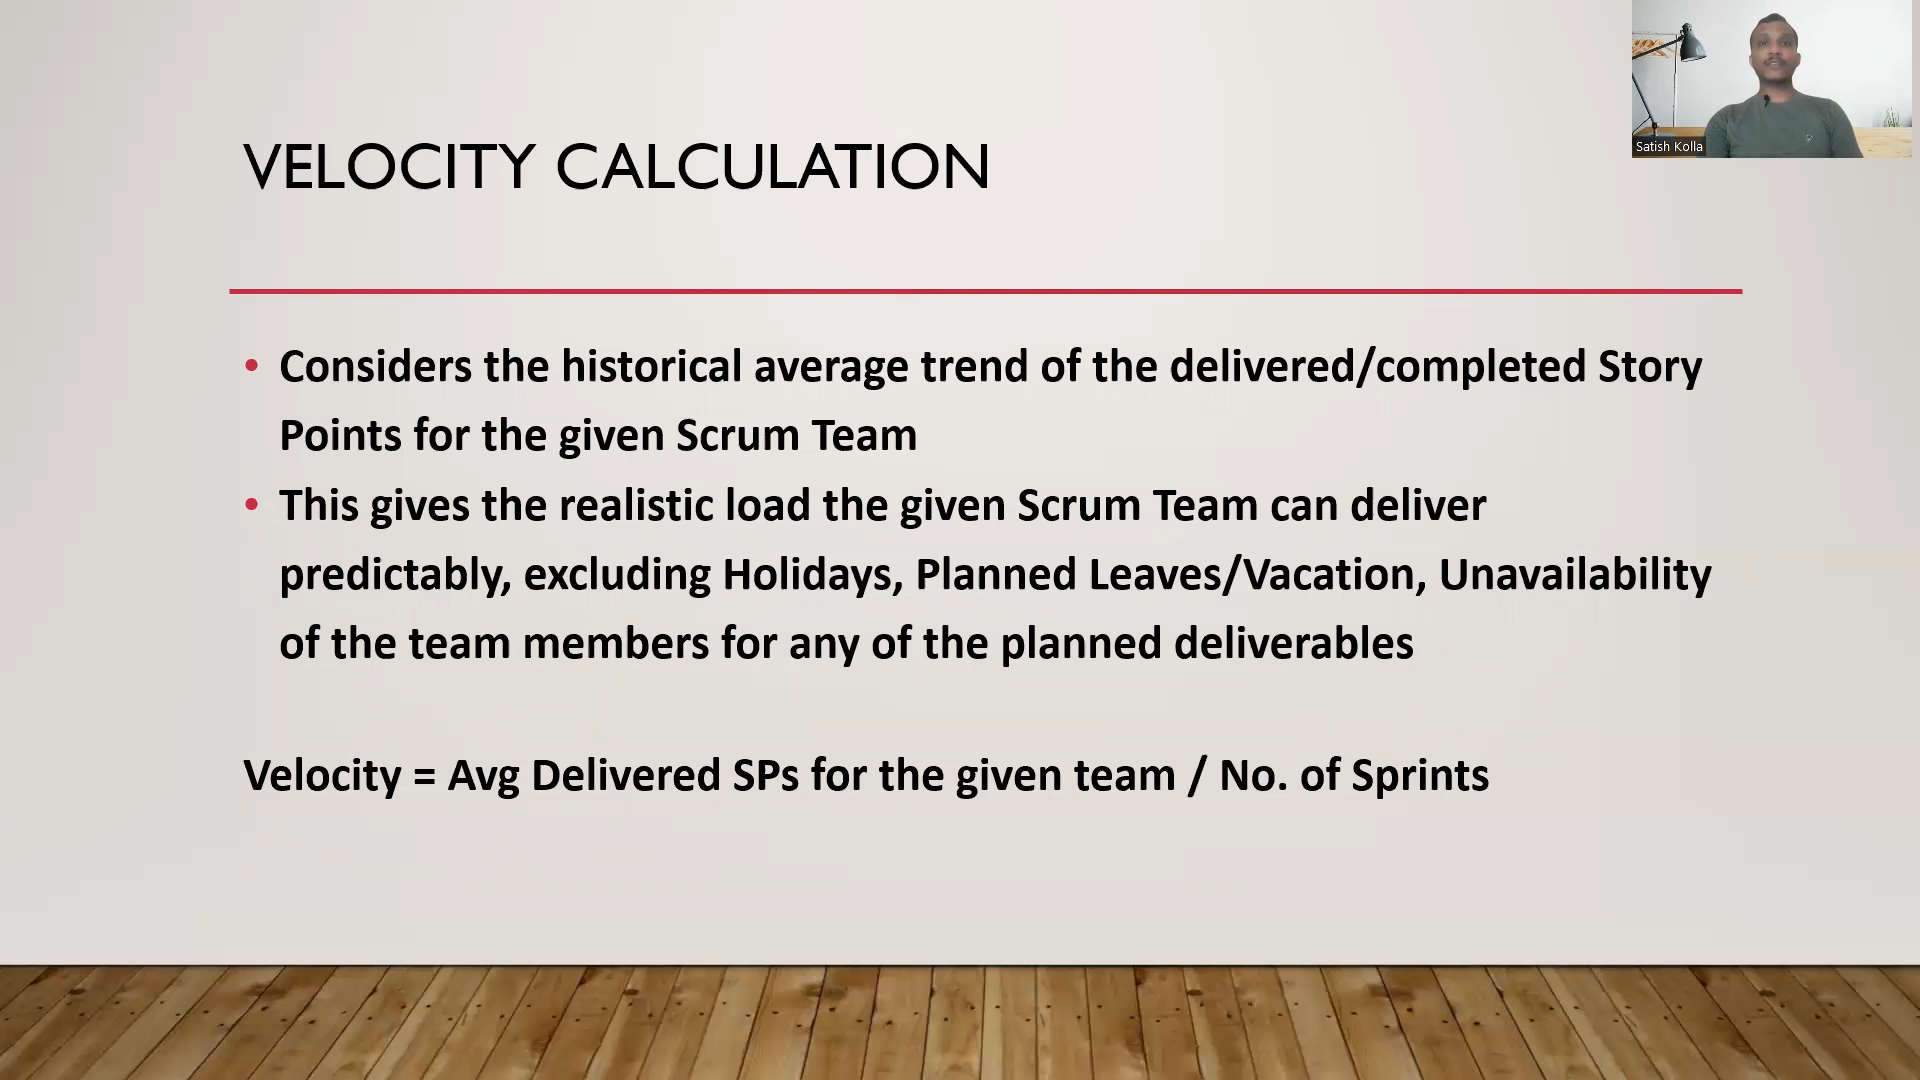 Satish Kolla
VELOCITY CALCULATION
• Considers the historical average trend of the delivered/completed Story
Points for the given Scrum Team
• This gives the realistic load the given Scrum Team can deliver
predictably, excluding Holidays, Planned Leaves/Vacation, Unavailability
of the team members for any of the planned deliverables
Velocity = Avg Delivered SPs for the given team / No. of Sprints